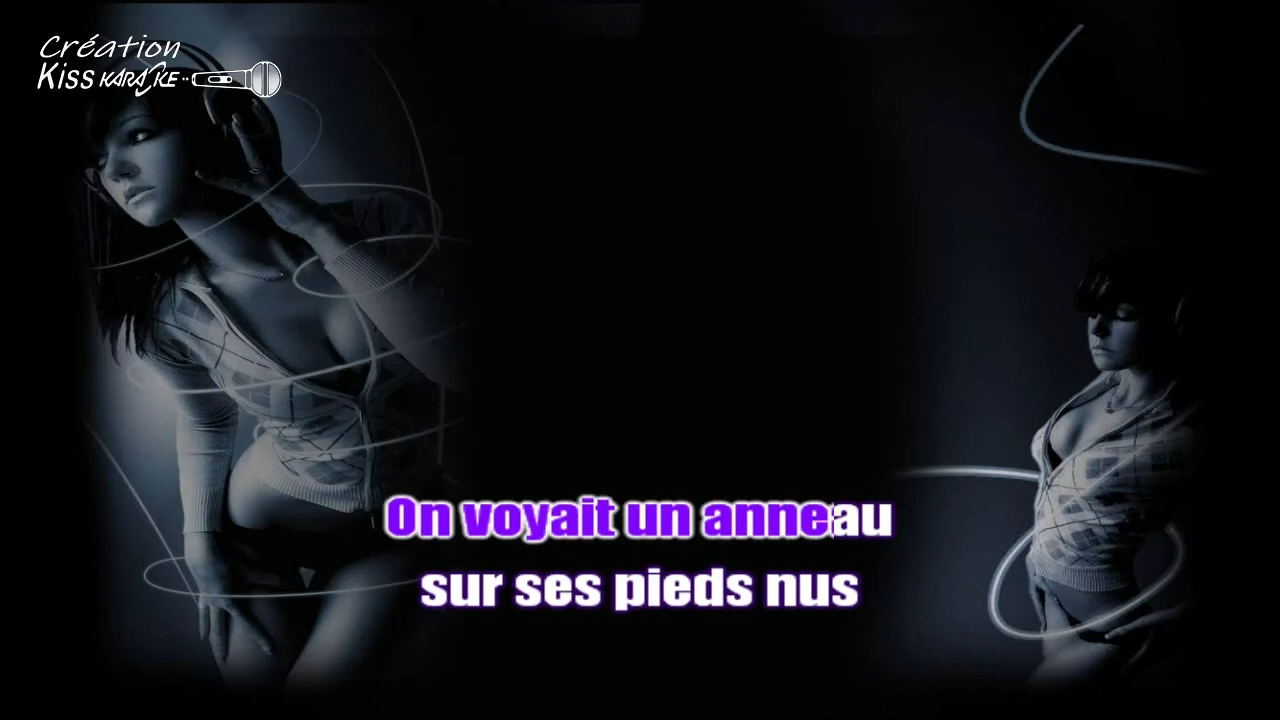 Création
Kiss KARAOKE
On voyait un anneau
sur ses pieds nus